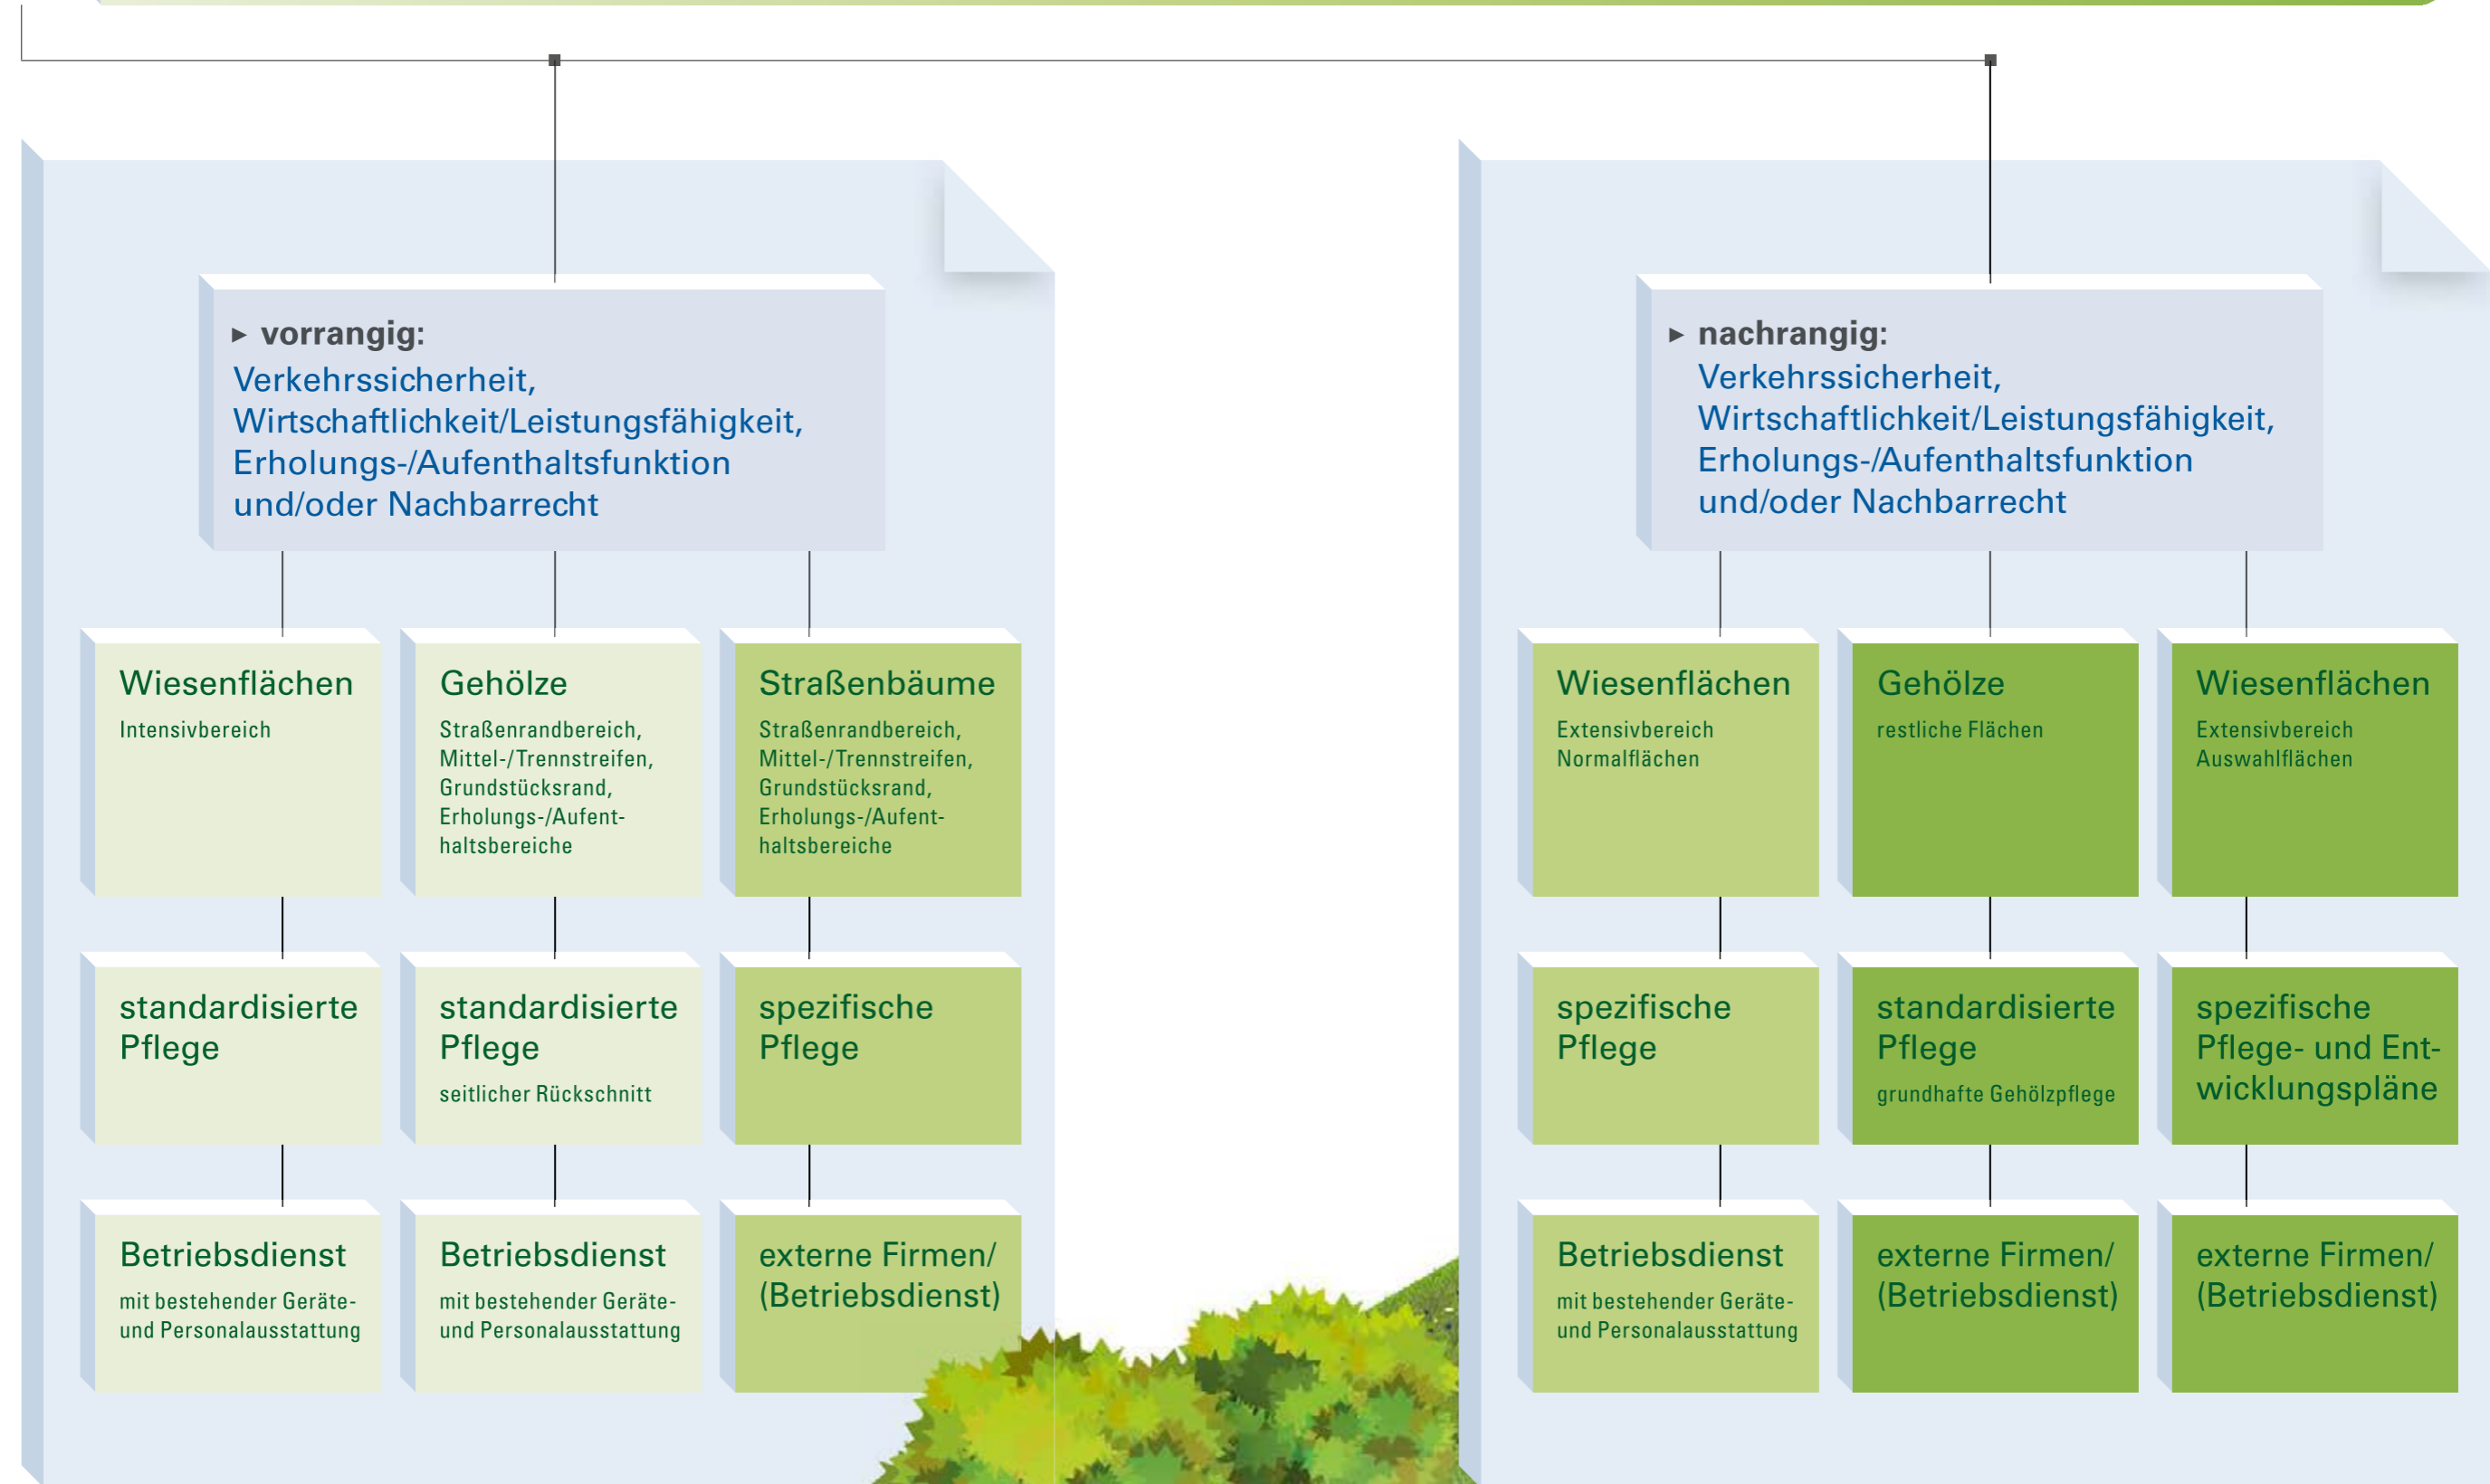 ▸ vorrangig:
Verkehrssicherheit,
Wirtschaftlichkeit/Leistungsfähigkeit,
Erholungs-/Aufenthaltsfunktion
und/oder Nachbarrecht
Wiesenflächen
Intensivbereich
Gehölze
Straßenrandbereich,
Mittel-/Trennstreifen,
Grundstücksrand,
Erholungs-/Aufent-
haltsbereiche
Straßenbäume
Straßenrandbereich,
Mittel-/Trennstreifen,
Grundstücksrand,
Erholungs-/Aufent-
haltsbereiche
standardisierte
Pflege
standardisierte
Pflege
seitlicher Rückschnitt
spezifische
Pflege
Betriebsdienst
mit bestehender Geräte-
und Personalausstattung
Betriebsdienst
mit bestehender Geräte-
und Personalausstattung
externe Firmen/
(Betriebsdienst)
▸ nachrangig:
Verkehrssicherheit,
Wirtschaftlichkeit/Leistungsfähigkeit,
Erholungs-/Aufenthaltsfunktion
und/oder Nachbarrecht
Wiesenflächen
Extensivbereich
Normalflächen
Gehölze
restliche Flächen
Wiesenflächen
Extensivbereich
Auswahlflächen
spezifische
Pflege
standardisierte
Pflege
grundhafte Gehölzpflege
spezifische
Pflege- und Ent-
wicklungspläne
Betriebsdienst
mit bestehender Geräte-
und Personalausstattung
externe Firmen/
(Betriebsdienst)
externe Firmen/
(Betriebsdienst)